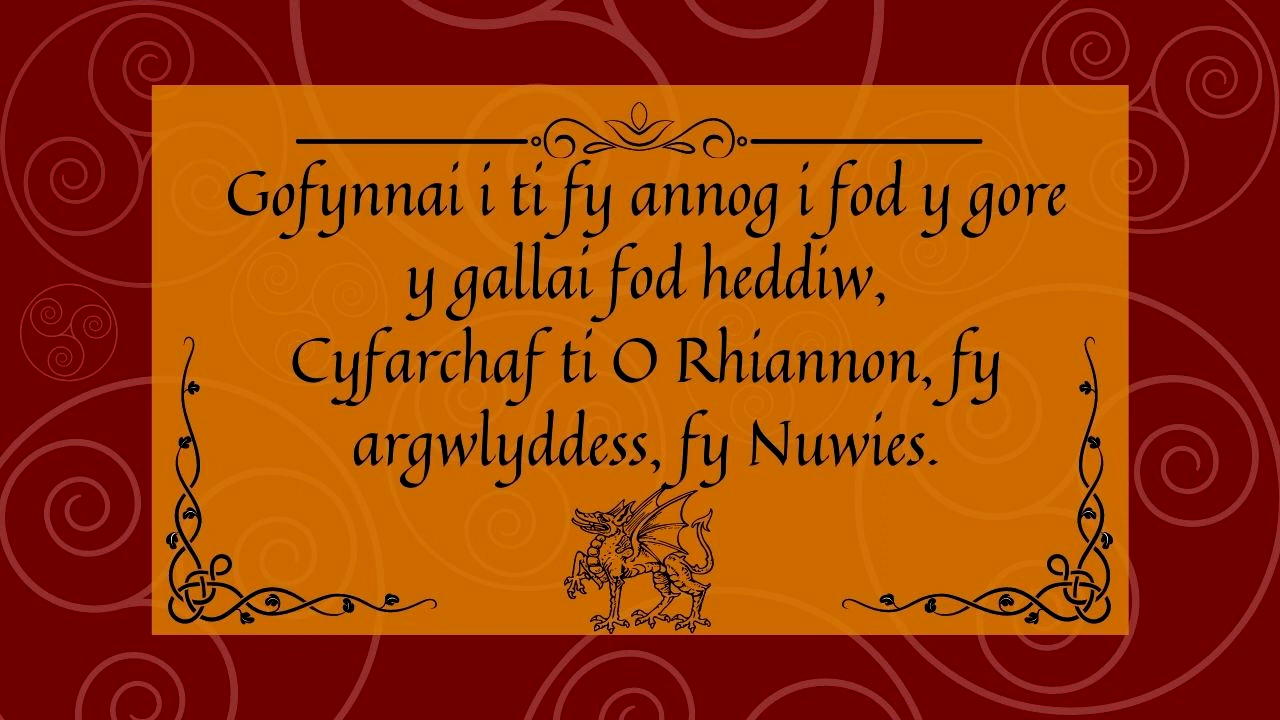 Gofynnai i ti fy annog i fod y gore
y gallai fod heddiw,
Cyfarchaf ti O Rhiannon, fy
argwlyddess, fy Nuwies.